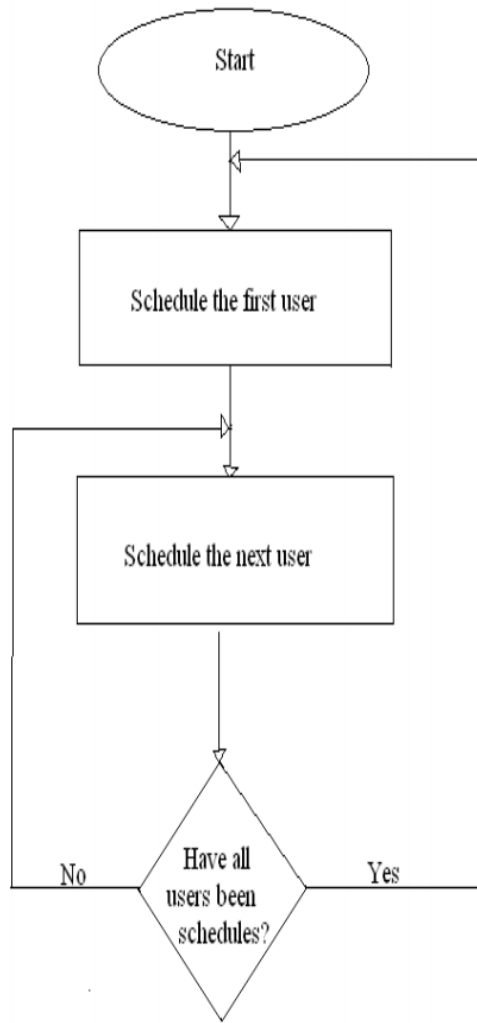 Start
Schedule the first user
Schedule the next user
Have all
users been
schedules?
No
Yes